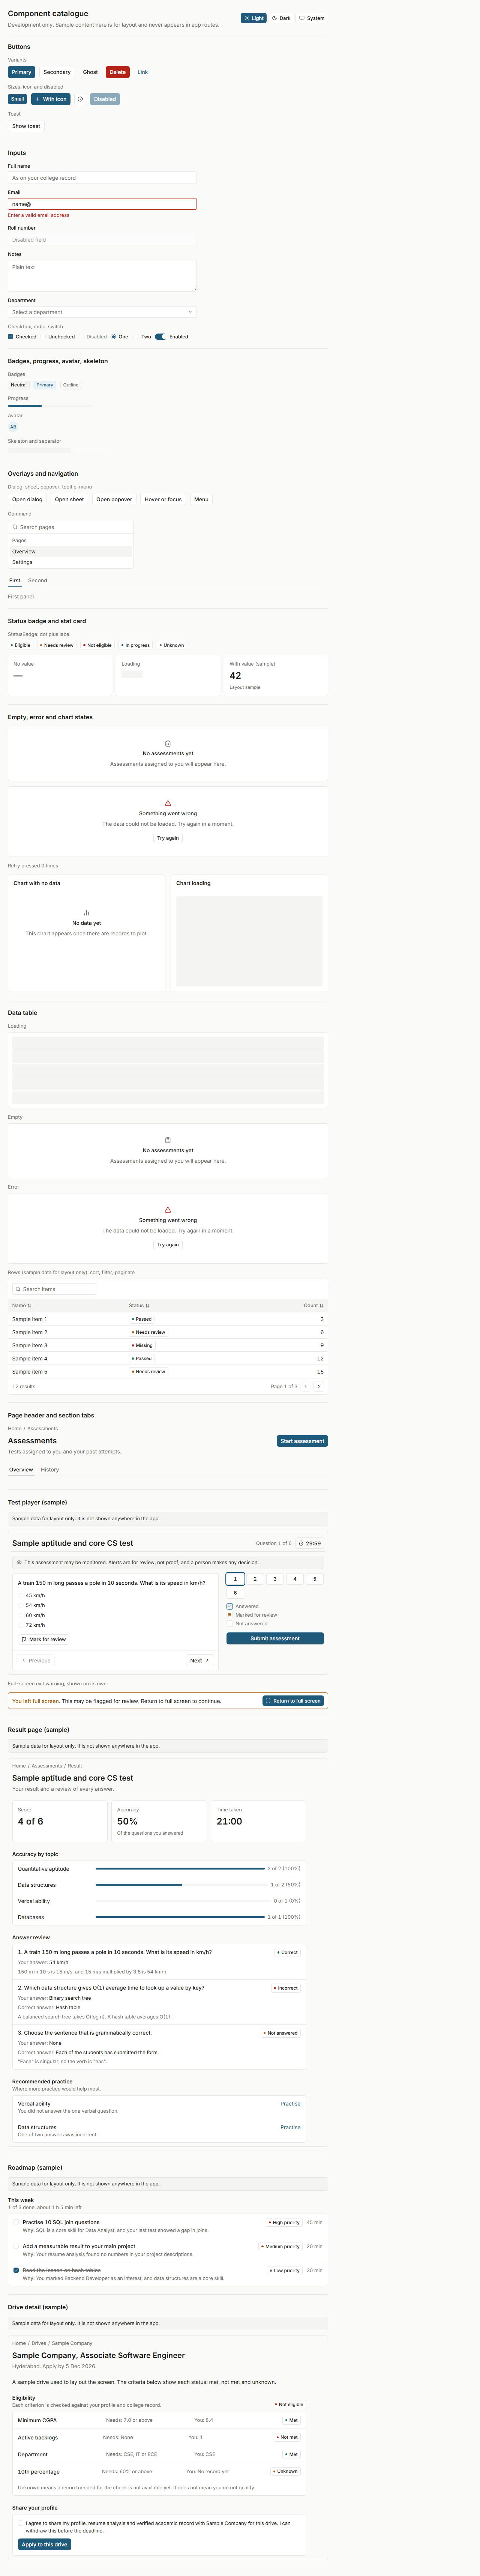 Component catalogue
Development only. Sample content here is for layout and never appears in app routes.
Light
Dark
System
Buttons
Variants
Primary
Secondary
Ghost
Delete
Link
Sizes, icon and disabled
Small
With icon
Disabled
Toast
Show toast
Inputs
Full name
As on your college record
Email
name@
Enter a valid email address
Roll number
Disabled field
Notes
Plain text
Department
Select a department
Checkbox, radio, switch
Checked
Unchecked
Disabled
One
Two
Enabled
Badges, progress, avatar, skeleton
Badges
Neutral
Primary
Outline
Progress
Avatar
AB
Skeleton and separator
Overlays and navigation
Dialog, sheet, popover, tooltip, menu
Open dialog
Open sheet
Open popover
Hover or focus
Menu
Command
Search pages
Pages
Overview
Settings
First
Second
First panel
Status badge and stat card
StatusBadge: dot plus label
Eligible
Needs review
Not eligible
In progress
Unknown
No value
—
Loading
With value (sample)
42
Layout sample
Empty, error and chart states
No assessments yet
Assessments assigned to you will appear here.
Something went wrong
The data could not be loaded. Try again in a moment.
Try again
Retry pressed 0 times
Chart with no data
No data yet
This chart appears once there are records to plot.
Chart loading
Data table
Loading
Empty
No assessments yet
Assessments assigned to you will appear here.
Error
Something went wrong
The data could not be loaded. Try again in a moment.
Try again
Rows (sample data for layout only): sort, filter, paginate
Search items
Name
Status
Count
Sample item 1 Passed 3
Sample item 2 Needs review 6
Sample item 3 Missing 9
Sample item 4 Passed 12
Sample item 5 Needs review 15
12 results
Page 1 of 3
Page header and section tabs
Home / Assessments
Assessments
Tests assigned to you and your past attempts.
Start assessment
Overview
History
Test player (sample)
Sample data for layout only. It is not shown anywhere in the app.
Sample aptitude and core CS test
Question 1 of 6
29:59
This assessment may be monitored. Alerts are for review, not proof, and a person makes any decision.
A train 150 m long passes a pole in 10 seconds. What is its speed in km/h?
45 km/h
54 km/h
60 km/h
72 km/h
Mark for review
Previous
Next
1 2 3 4 5
6
Answered
Marked for review
Not answered
Submit assessment
Full-screen exit warning, shown on its own:
You left full screen. This may be flagged for review. Return to full screen to continue.
Return to full screen
Result page (sample)
Sample data for layout only. It is not shown anywhere in the app.
Home / Assessments / Result
Sample aptitude and core CS test
Your result and a review of every answer.
Score
4 of 6
Accuracy
50%
Of the questions you answered
Time taken
21:00
Accuracy by topic
Quantitative aptitude 2 of 2 (100%)
Data structures 1 of 2 (50%)
Verbal ability 0 of 1 (0%)
Databases 1 of 1 (100%)
Answer review
1. A train 150 m long passes a pole in 10 seconds. What is its speed in km/h?
Correct
Your answer: 54 km/h
150 m in 10 s is 15 m/s, and 15 m/s multiplied by 3.6 is 54 km/h.
2. Which data structure gives O(1) average time to look up a value by key?
Incorrect
Your answer: Binary search tree
Correct answer: Hash table
A balanced search tree takes O(log n). A hash table averages O(1).
3. Choose the sentence that is grammatically correct.
Not answered
Your answer: None
Correct answer: Each of the students has submitted the form.
"Each" is singular, so the verb is "has".
Recommended practice
Where more practice would help most.
Verbal ability
You did not answer the one verbal question.
Practise
Data structures
One of two answers was incorrect.
Practise
Roadmap (sample)
Sample data for layout only. It is not shown anywhere in the app.
This week
1 of 3 done, about 1 h 5 min left
Practise 10 SQL join questions
High priority
45 min
Why: SQL is a core skill for Data Analyst, and your last test showed a gap in joins.
Add a measurable result to your main project
Medium priority
20 min
Why: Your resume analysis found no numbers in your project descriptions.
Read the lesson on hash tables
Low priority
30 min
Why: You marked Backend Developer as an interest, and data structures are a core skill.
Drive detail (sample)
Sample data for layout only. It is not shown anywhere in the app.
Home / Drives / Sample Company
Sample Company, Associate Software Engineer
Hyderabad. Apply by 5 Dec 2026.
A sample drive used to lay out the screen. The criteria below show each status: met, not met and unknown.
Eligibility
Each criterion is checked against your profile and college record.
Not eligible
Minimum CGPA Needs: 7.0 or above You: 8.4 Met
Active backlogs Needs: None You: 1 Not met
Department Needs: CSE, IT or ECE You: CSE Met
10th percentage Needs: 60% or above You: No record yet Unknown
Unknown means a record needed for the check is not available yet. It does not mean you do not qualify.
Share your profile
I agree to share my profile, resume analysis and verified academic record with Sample Company for this drive. I can
withdraw this before the deadline.
Apply to this drive